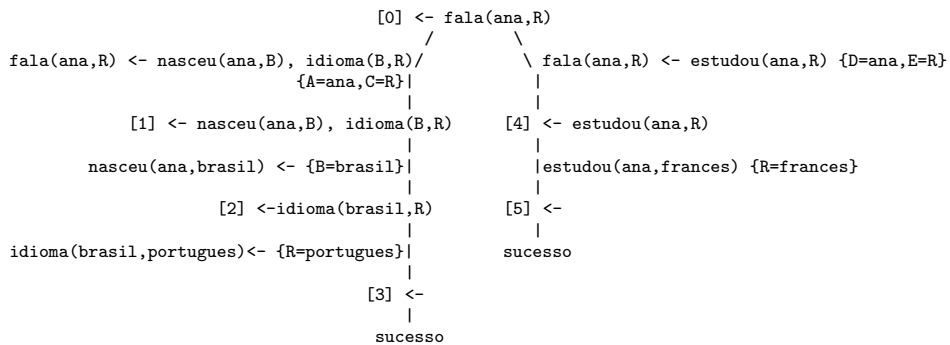 [0] <- fala(ana,R)
/ \
fala(ana,R) <- nasceu(ana,B), idioma(B,R)/ \ fala(ana,R) <- estudou(ana,R) {D=ana,E=R}
{A=ana,C=R}| |
| |
[1] <- nasceu(ana,B), idioma(B,R) [4] <- estudou(ana,R)
| |
nasceu(ana,brasil) <- {B=brasil}| |estudou(ana,frances) {R=frances}
| |
[2] <-idioma(brasil,R) [5] <-
| |
idioma(brasil,portugues)<- {R=portugues}| sucesso
|
[3] <-
|
sucesso